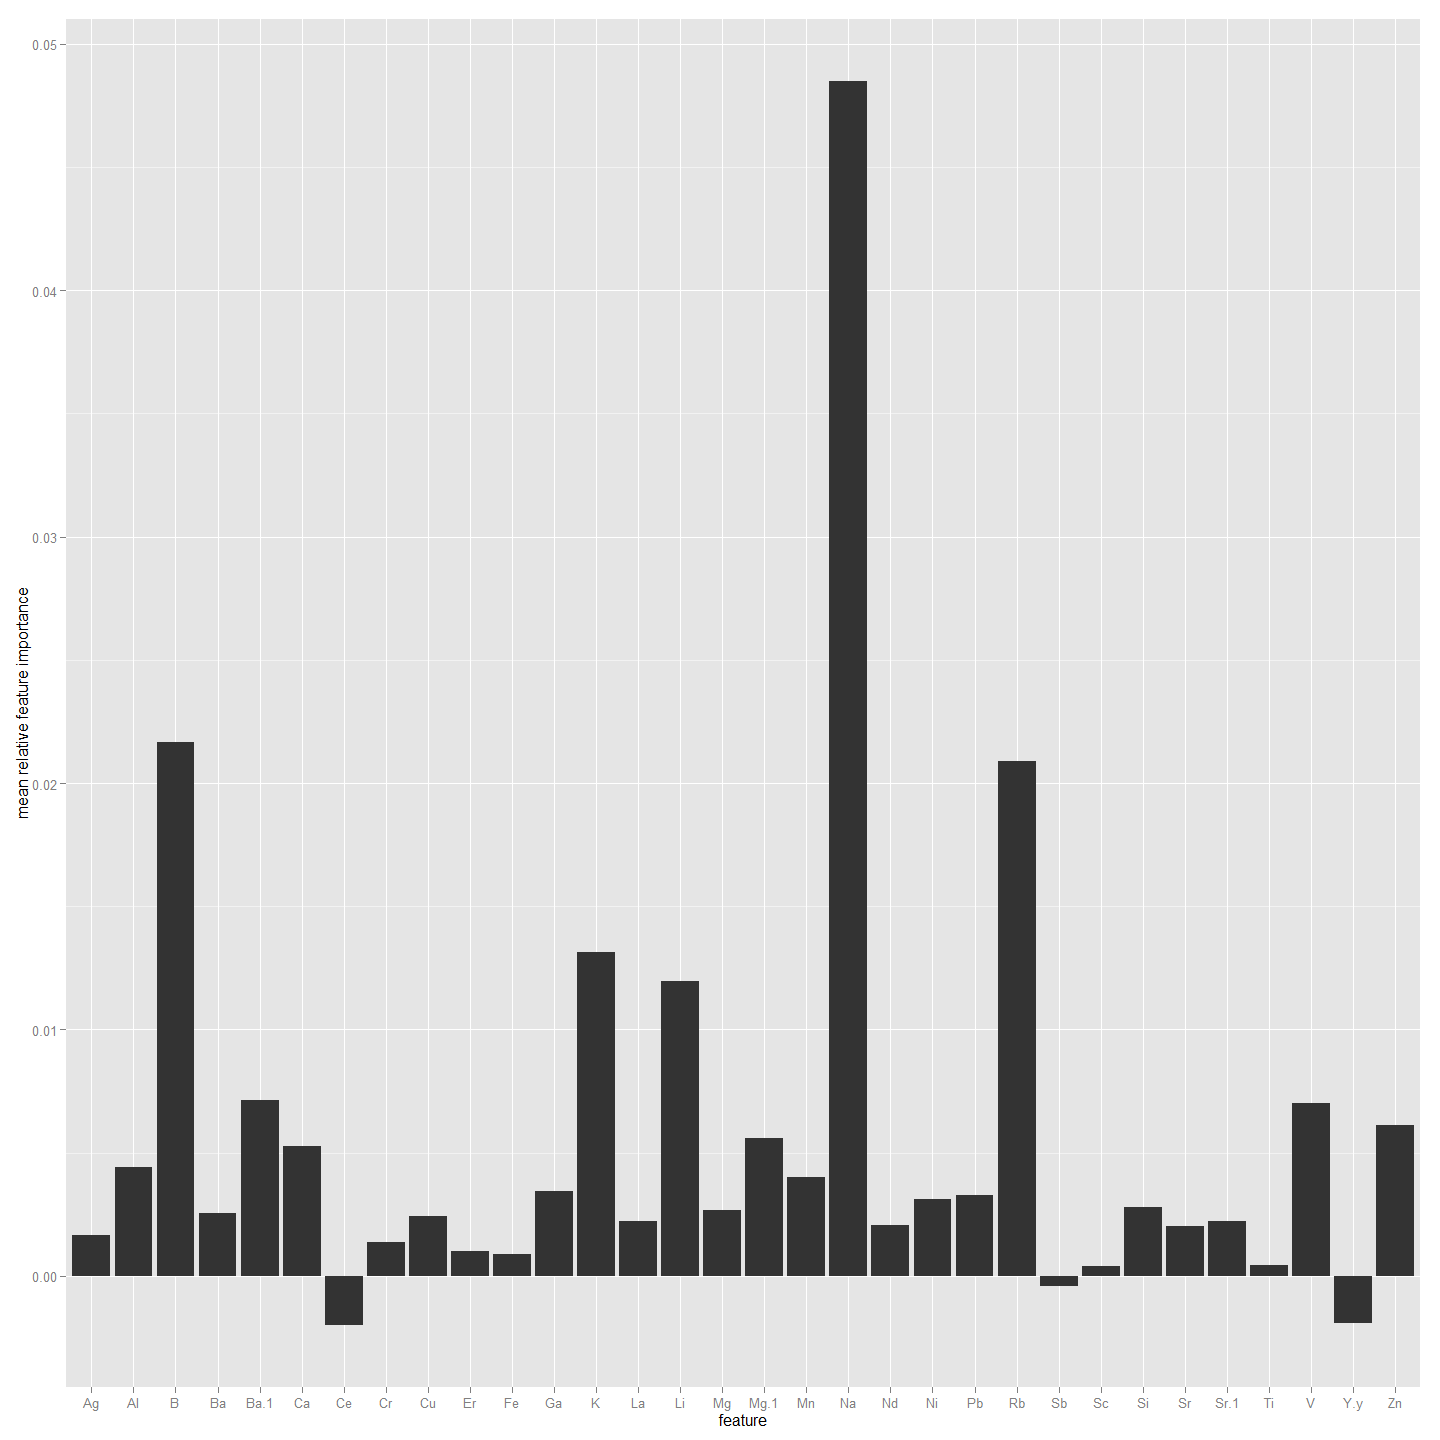 0.05
0.04
0.03
0.02
0.01
0.00
mean relative feature importance
Ag Al B Ba Ba.1 Ca Ce Cr Cu Er Fe Ga K La Li Mg Mg.1 Mn Na Nd Ni Pb Rb Sb Sc Si Sr Sr.1 Ti V Y.y Zn
feature